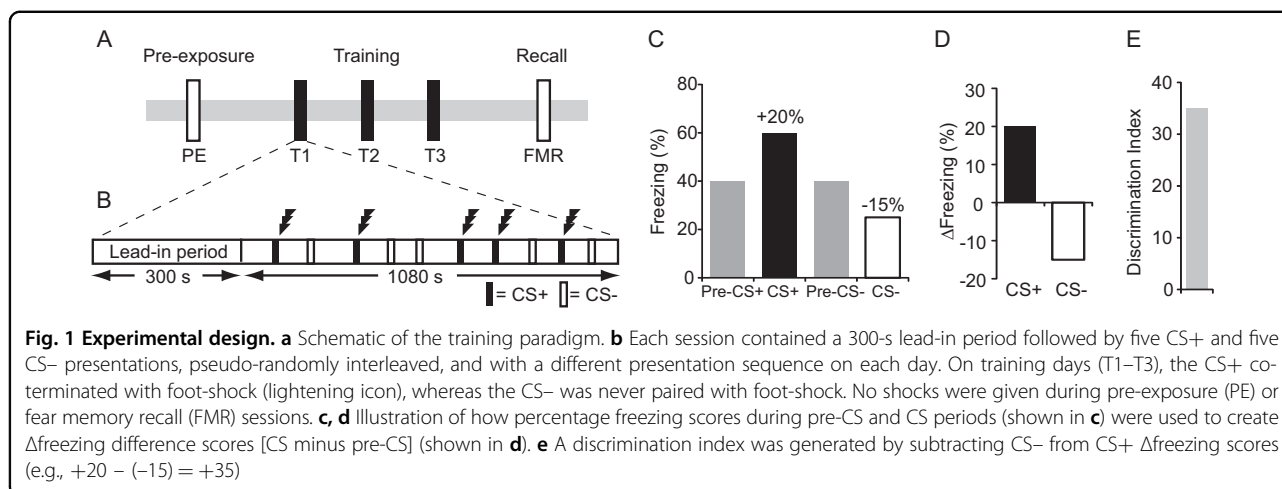 A
Pre-exposure Training Recall
PE T1 T2 T3 FMR
B
Lead-in period
300 s 1080 s
= CS+ = CS-
C
Freezing (%)
80
60
40
20
0
+20%
-15%
Pre-CS+ CS+ Pre-CS- CS-
D
ΔFreezing (%)
40
30
20
10
0
-10
-20
CS+ CS-
E
Discrimination Index
40
30
20
10
0
Fig. 1 Experimental design. a Schematic of the training paradigm. b Each session contained a 300-s lead-in period followed by five CS+ and five
CS– presentations, pseudo-randomly interleaved, and with a different presentation sequence on each day. On training days (T1–T3), the CS+ co-
terminated with foot-shock (lightening icon), whereas the CS– was never paired with foot-shock. No shocks were given during pre-exposure (PE) or
fear memory recall (FMR) sessions. c, d Illustration of how percentage freezing scores during pre-CS and CS periods (shown in c) were used to create
Δfreezing difference scores [CS minus pre-CS] (shown in d). e A discrimination index was generated by subtracting CS– from CS+ Δfreezing scores
(e.g., +20 – (–15) = +35)